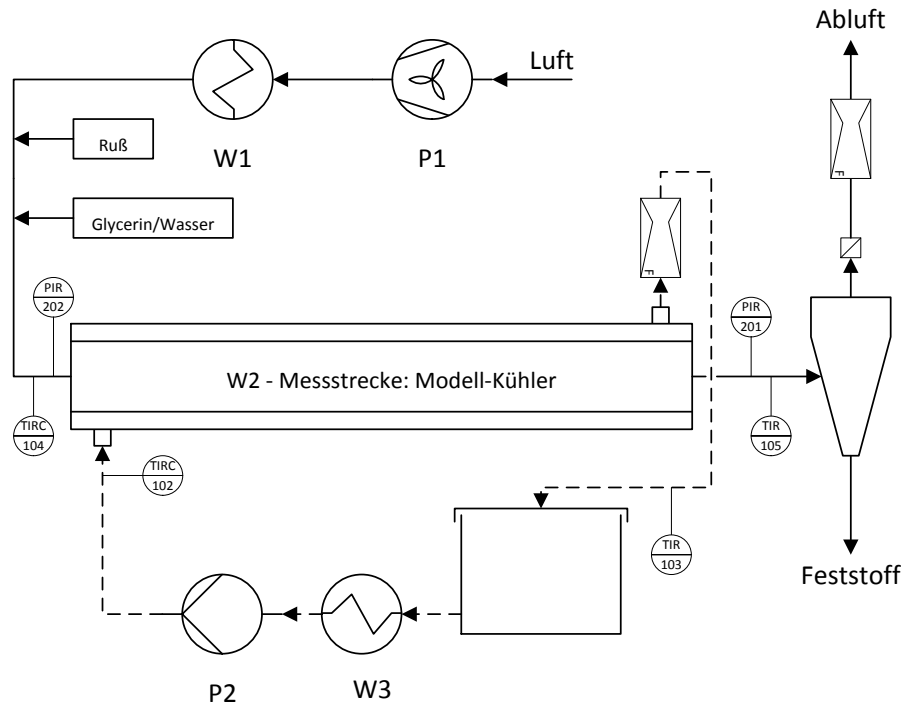 Abluft
Luft
W1
P1
Ruß
Glycerin/Wasser
F
F
PIR
202
PIR
201
W2 - Messstrecke: Modell-Kühler
TIRC
104
TIR
105
TIRC
102
TIR
103
Feststoff
P2
W3